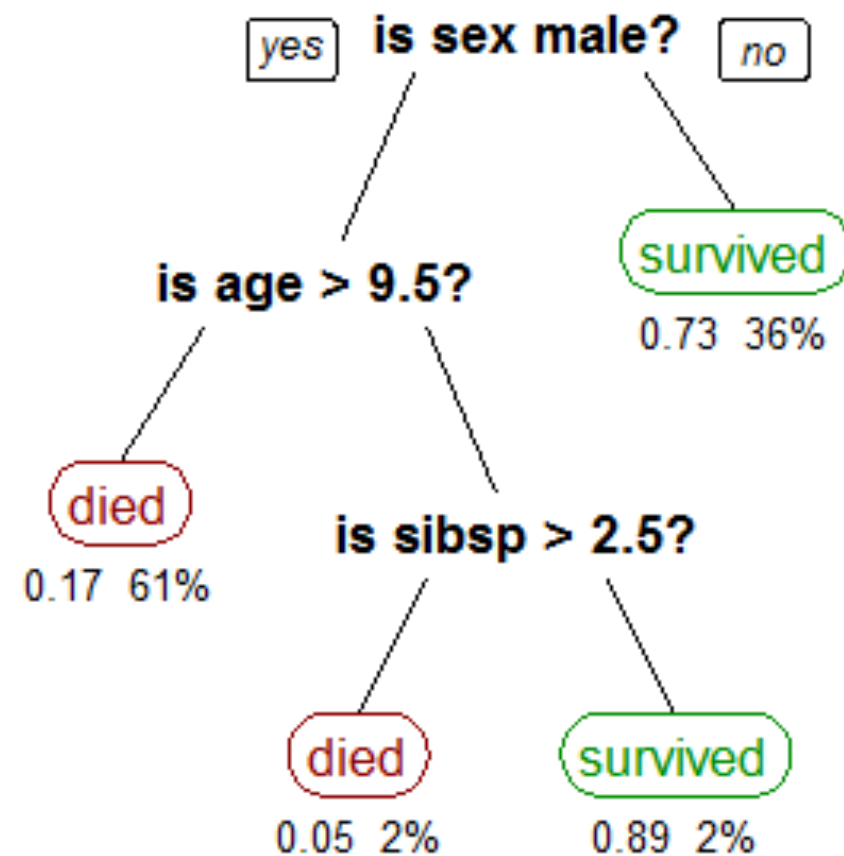 yes is sex male? no
survived
is age > 9.5?
0.73 36%
died
is sibsp > 2.5?
0.17 61%
died survived
0.05 2% 0.89 2%